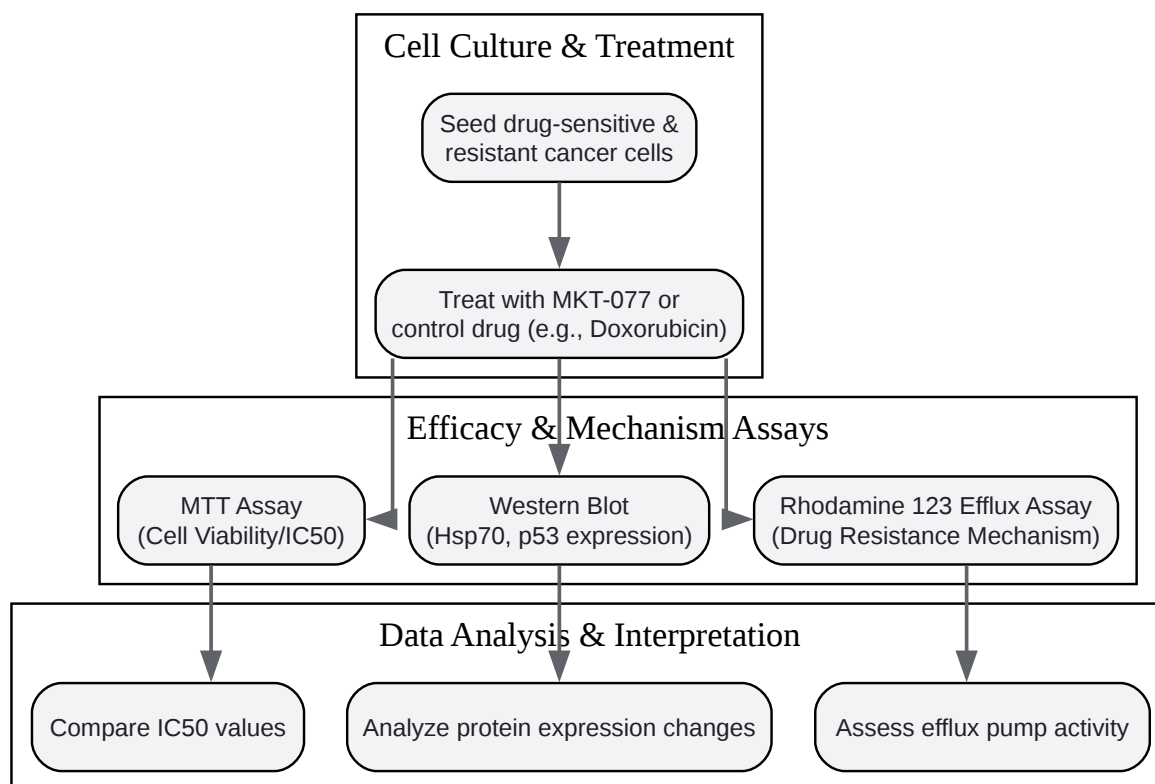 Cell Culture & Treatment
Seed drug-sensitive &
resistant cancer cells
Treat with MKT-077 or
control drug (e.g., Doxorubicin)
Efficacy & Mechanism Assays
MTT Assay
(Cell Viability/IC50)
Western Blot
(Hsp70, p53 expression)
Rhodamine 123 Efflux Assay
(Drug Resistance Mechanism)
Data Analysis & Interpretation
Compare IC50 values
Analyze protein expression changes
Assess efflux pump activity